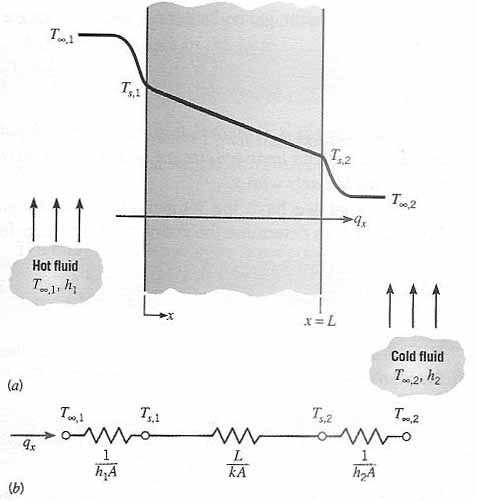 T∞,1
Ts,1
Ts,2
T∞,2
qx
Hot fluid
T∞,1, h1
x
x = L
Cold fluid
T∞,2, h2
(a)
T∞,1 Ts,1 Ts,2 T∞,2
qx
1/h1A L/kA 1/h2A
(b)